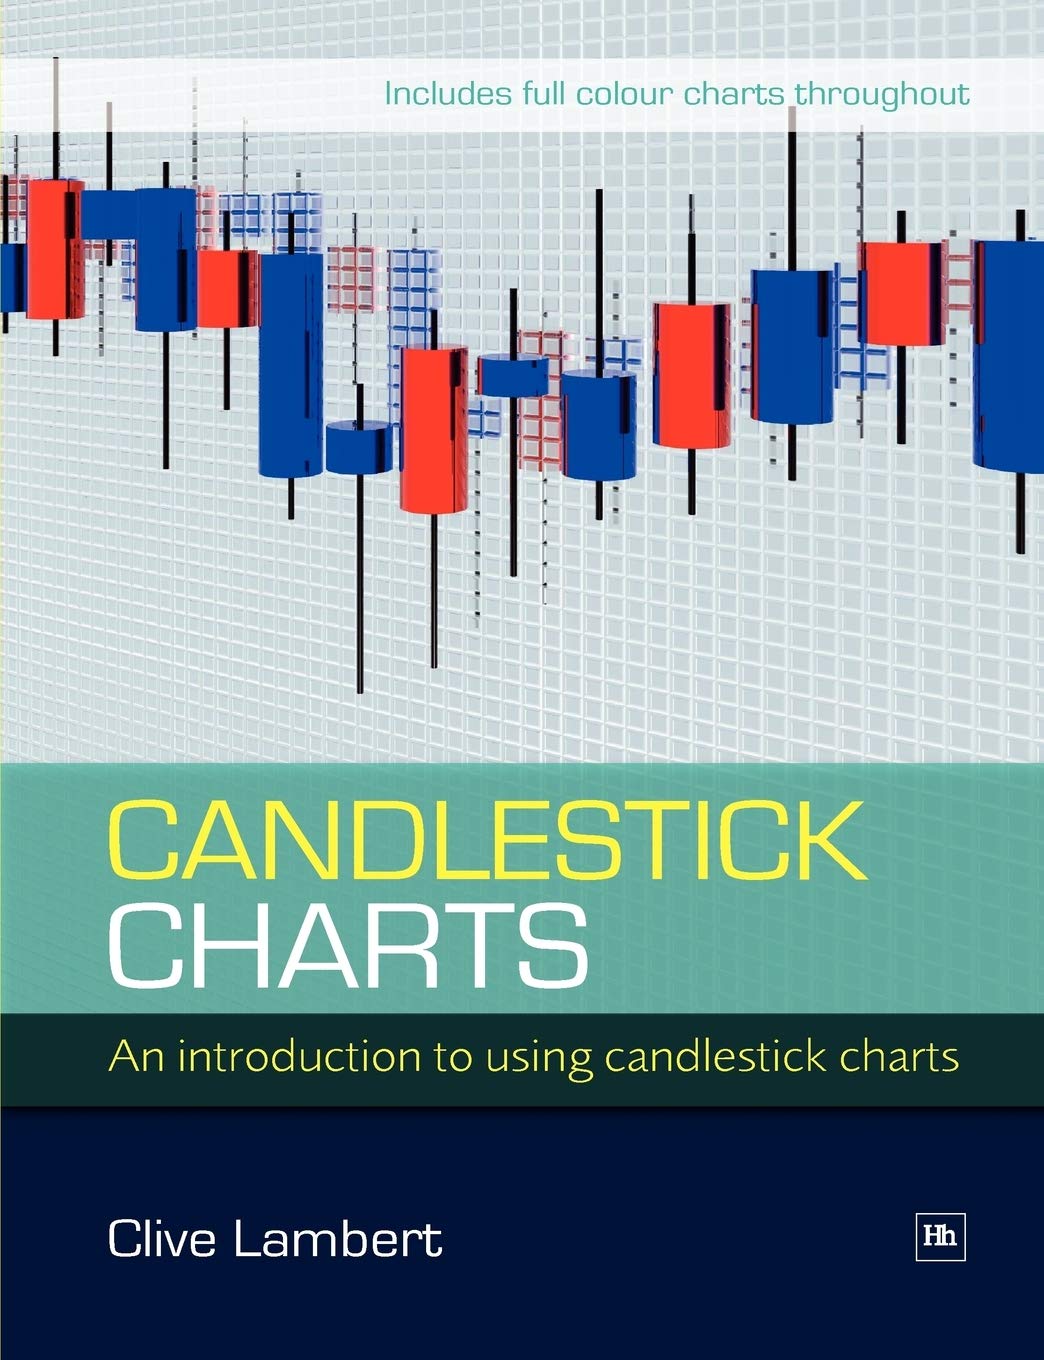 Includes full colour charts throughout
CANDLESTICK
CHARTS
An introduction to using candlestick charts
Clive Lambert
Hh